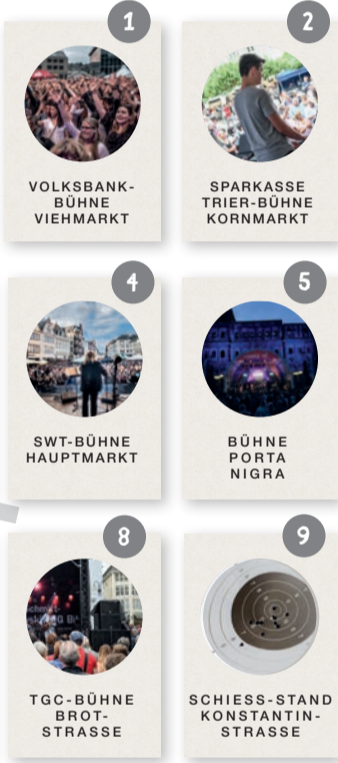 1
VOLKSBANK-
BÜHNE
VIEHMARKT
2
SPARKASSE
TRIER-BÜHNE
KORNMARKT
4
SWT-BÜHNE
HAUPTMARKT
5
BÜHNE
PORTA
NIGRA
8
TGC-BÜHNE
BROT-
STRASSE
9
SCHIESS-STAND
KONSTANTIN-
STRASSE